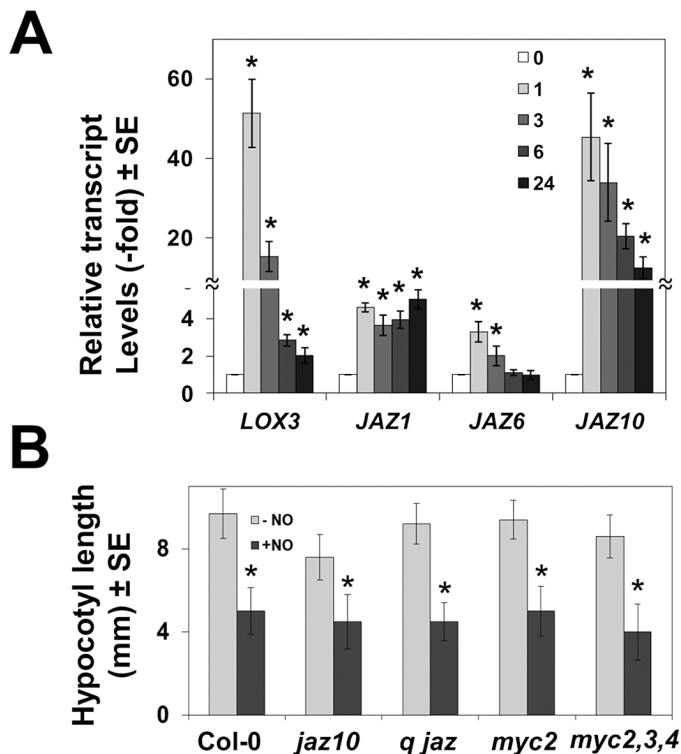 A
Relative transcript
Levels (-fold) ± SE
60
40
20
4
2
0
0
1
3
6
24
* * * * * * * * * * * * * *
≈ ≈
LOX3 JAZ1 JAZ6 JAZ10
B
Hypocotyl length
(mm) ± SE
8
4
0
- NO
+NO
* * * * *
Col-0 jaz10 q jaz myc2 myc2,3,4